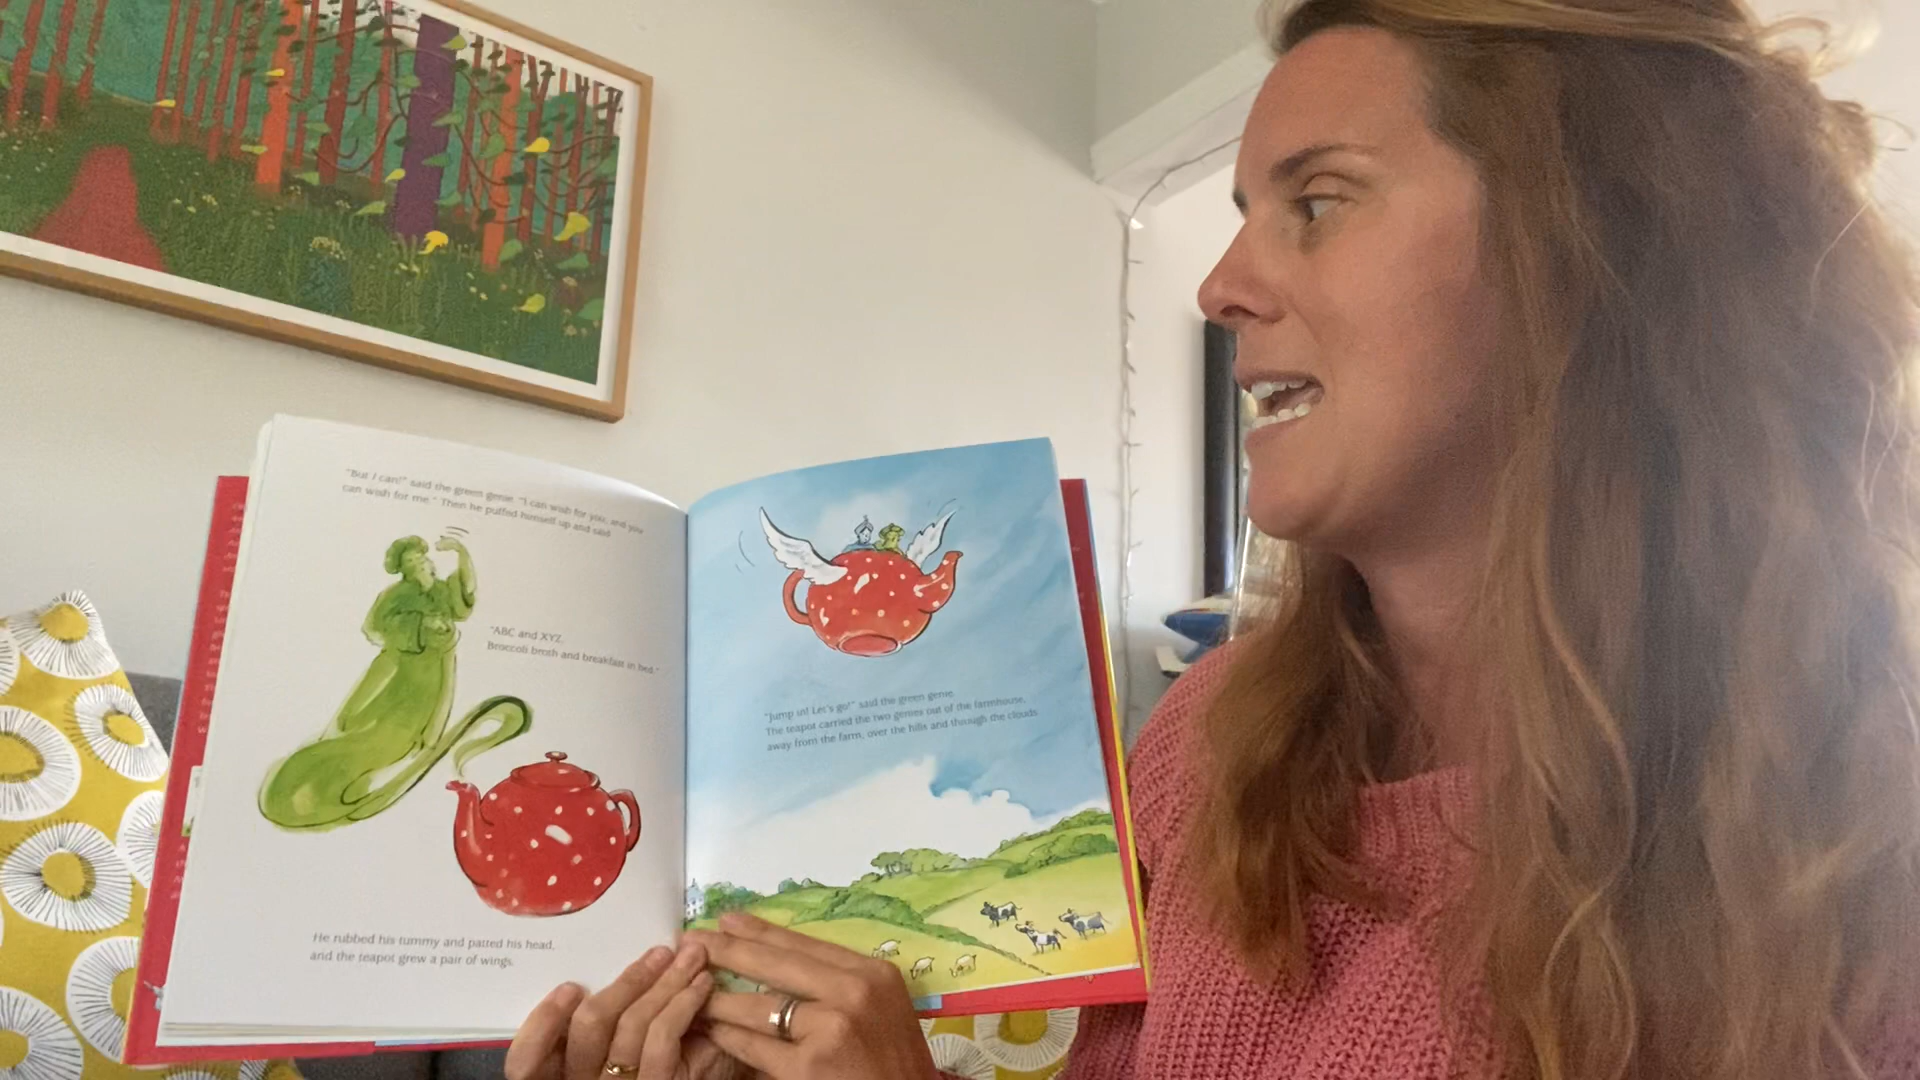 "But I can!" said the green genie. "I can wish for you, and you
can wish for me." Then he puffed himself up and said:
"ABC and XYZ,
Broccoli broth and breakfast in bed."
He rubbed his tummy and patted his head,
and the teapot grew a pair of wings.
"Jump in! Let's go!" said the green genie.
The teapot carried the two genies out of the farmhouse,
away from the farm, over the hills and through the clouds